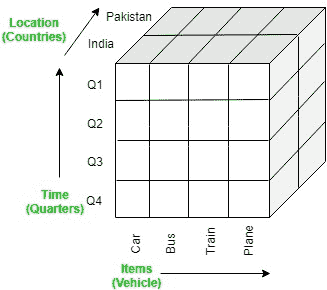 Location
(Countries)
Pakistan
India
Q1
Q2
Q3
Q4
Time
(Quarters)
Car
Bus
Train
Plane
Items
(Vehicle)